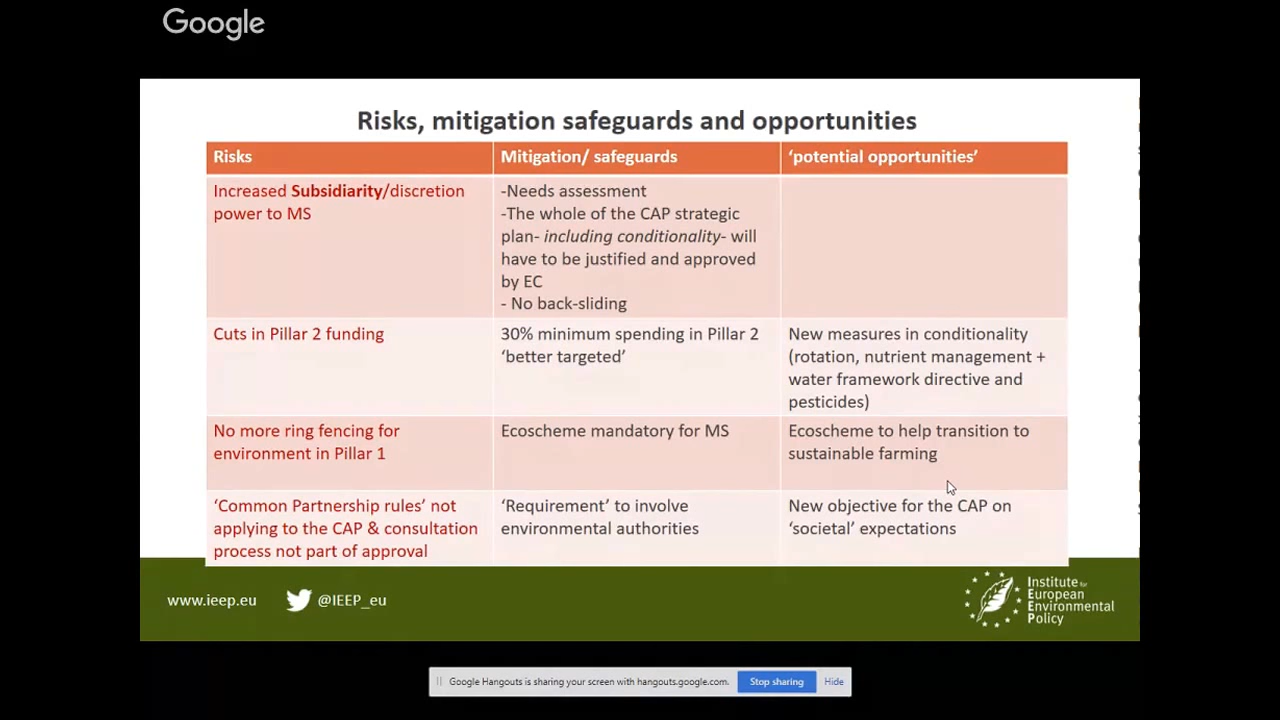 Google
Risks, mitigation safeguards and opportunities
Risks
Mitigation/ safeguards
‘potential opportunities’
Increased Subsidiarity/discretion
power to MS
-Needs assessment
-The whole of the CAP strategic
plan- including conditionality- will
have to be justified and approved
by EC
- No back-sliding
Cuts in Pillar 2 funding
30% minimum spending in Pillar 2
‘better targeted’
New measures in conditionality
(rotation, nutrient management +
water framework directive and
pesticides)
No more ring fencing for
environment in Pillar 1
Ecoscheme mandatory for MS
Ecoscheme to help transition to
sustainable farming
‘Common Partnership rules’ not
applying to the CAP & consultation
process not part of approval
‘Requirement’ to involve
environmental authorities
New objective for the CAP on
‘societal’ expectations
www.ieep.eu
@IEEP_eu
Institute for
European
Environmental
Policy
Google Hangouts is sharing your screen with hangouts.google.com.
Stop sharing
Hide